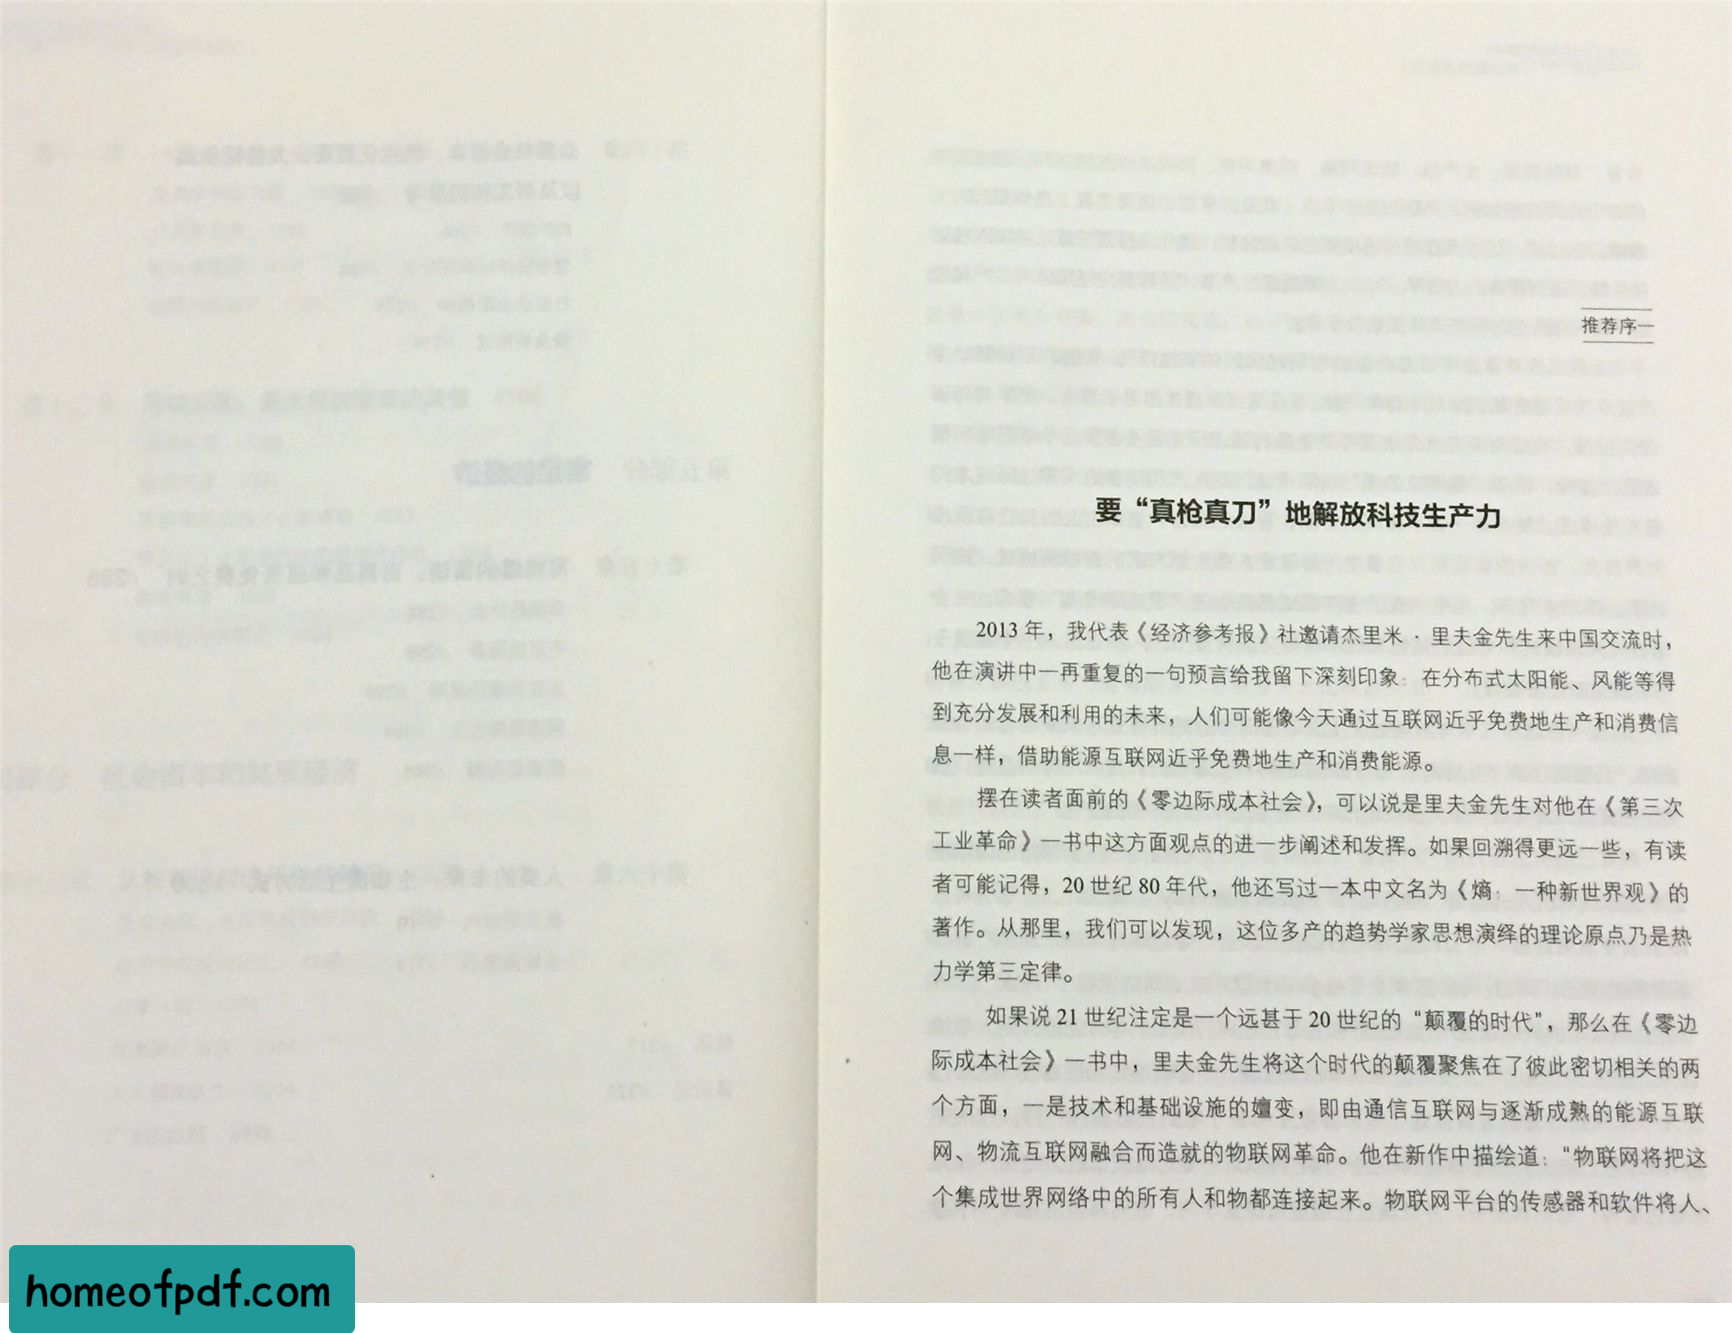 推荐序一
要“真枪真刀”地解放科技生产力
2013 年，我代表《经济参考报》社邀请杰里米·里夫金先生来中国交流时，
他在演讲中一再重复的一句预言给我留下深刻印象：在分布式太阳能、风能等得
到充分发展和利用的未来，人们可能像今天通过互联网近乎免费地生产和消费信
息一样，借助能源互联网近乎免费地生产和消费能源。
摆在读者面前的《零边际成本社会》，可以说是里夫金先生对他在《第三次
工业革命》一书中这方面观点的进一步阐述和发挥。如果回溯得更远一些，有读
者可能记得，20 世纪 80 年代，他还写过一本中文名为《熵：一种新世界观》的
著作。从那里，我们可以发现，这位多产的趋势学家思想演绎的理论原点乃是热
力学第三定律。
如果说 21 世纪注定是一个远甚于 20 世纪的“颠覆的时代”，那么在《零边
际成本社会》一书中，里夫金先生将这个时代的颠覆聚焦在了彼此密切相关的两
个方面，一是技术和基础设施的嬗变，即由通信互联网与逐渐成熟的能源互联
网、物流互联网融合而造就的物联网革命。他在新作中描绘道：“物联网将把这
个集成世界网络中的所有人和物都连接起来。物联网平台的传感器和软件将人、
homeofpdf.com